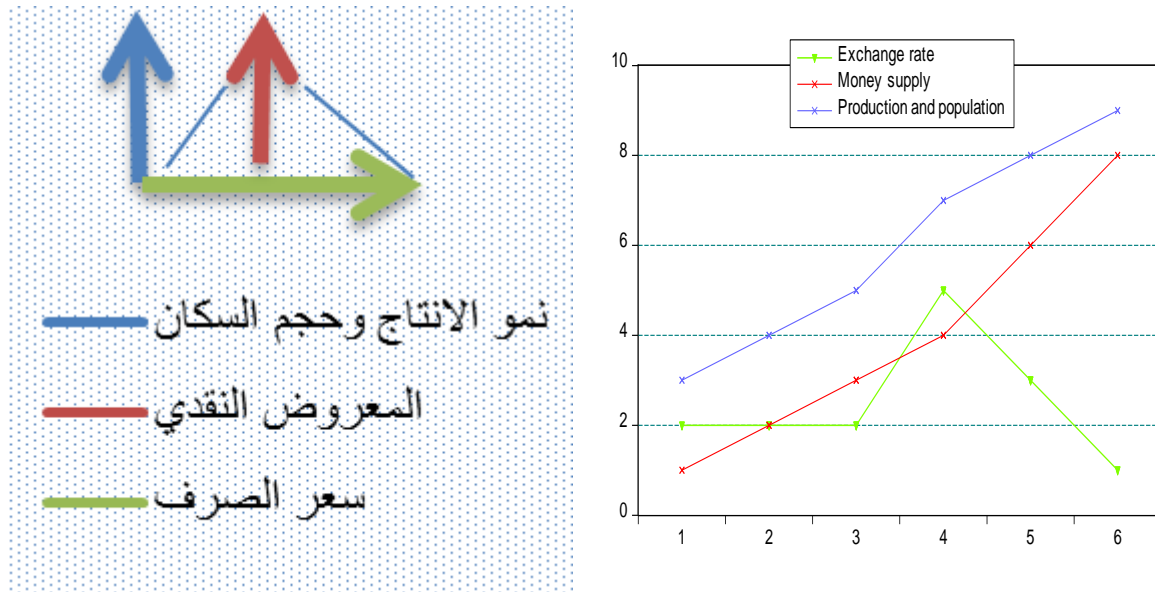 نمو الانتاج وحجم السكان
المعروض النقدي
سعر الصرف
Exchange rate
Money supply
Production and population
10
8
6
4
2
0
1 2 3 4 5 6